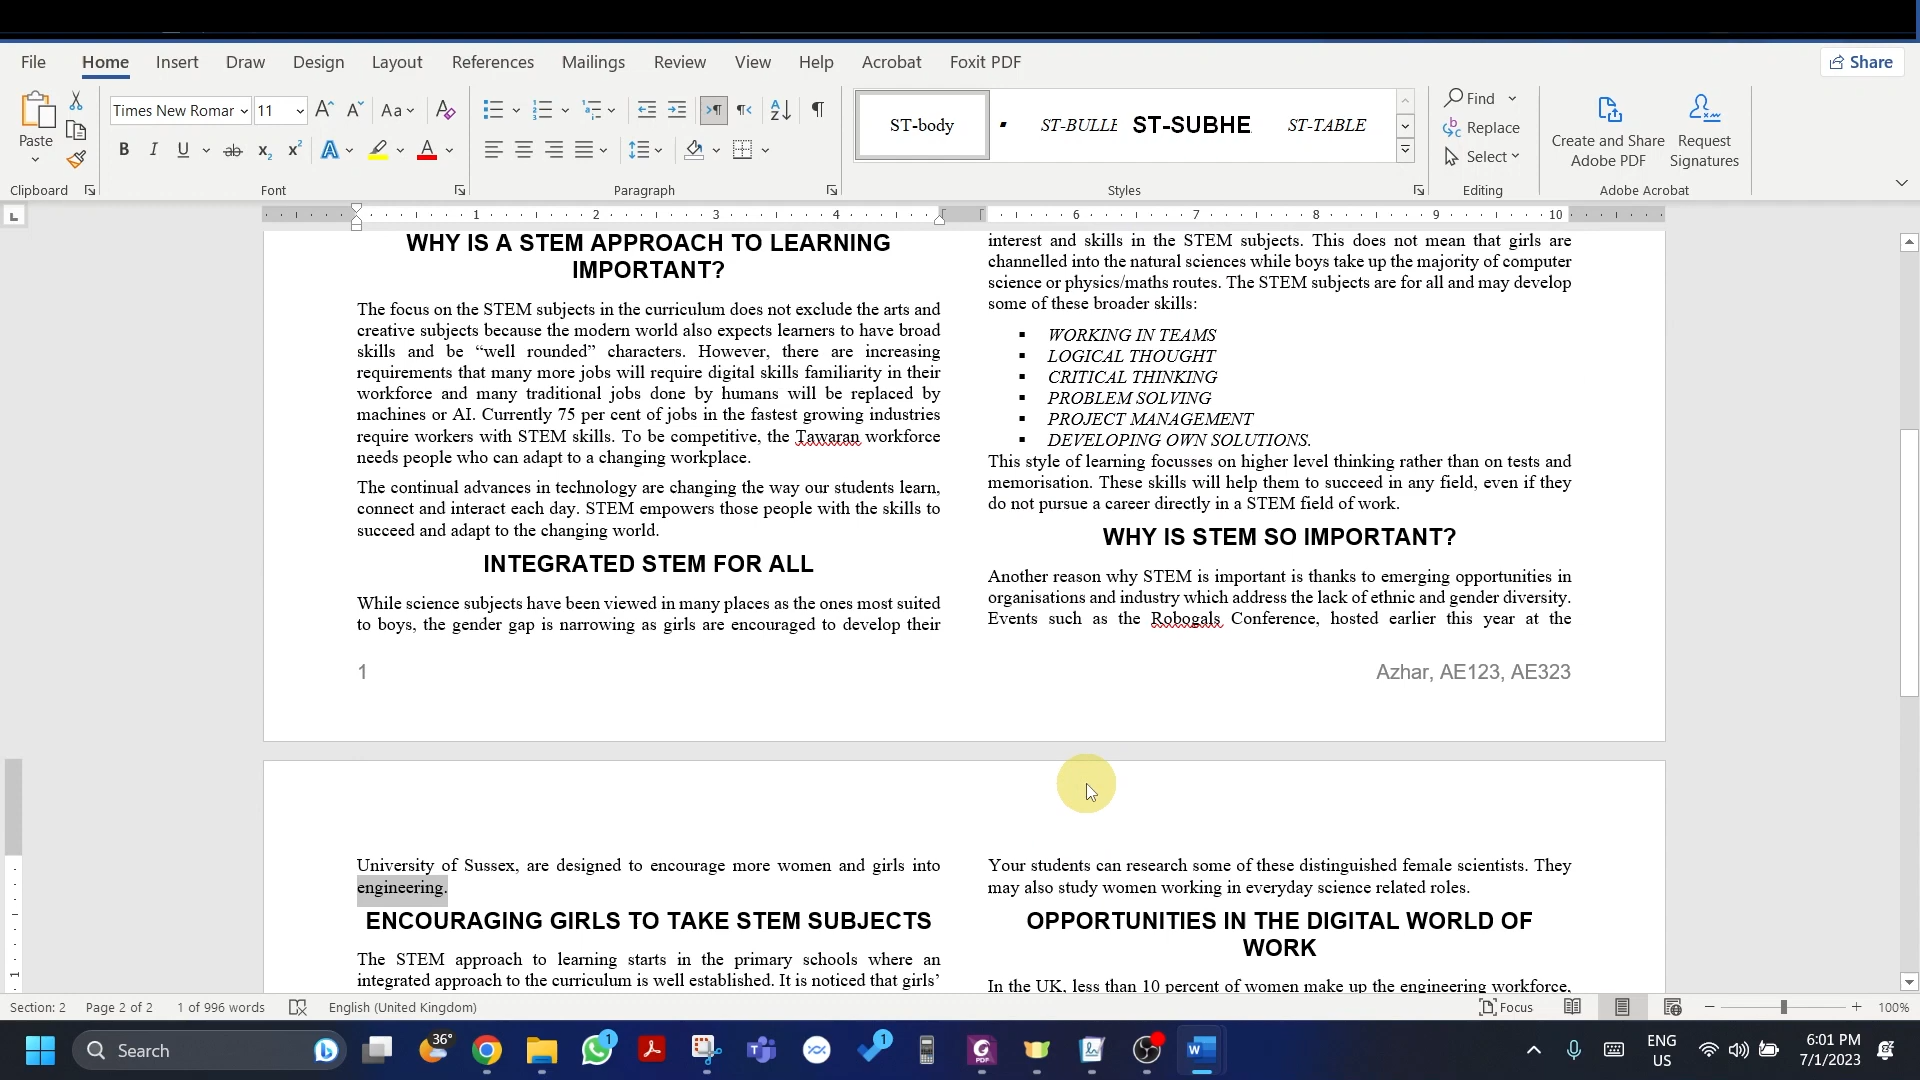 File Home Insert Draw Design Layout References Mailings Review View Help Acrobat Foxit PDF Share
Paste
Clipboard
Times New Romar 11
Aa
Font
Paragraph
ST-body ST-BULLE ST-SUBHE ST-TABLE
Styles
Find
Replace
Select
Editing
Create and Share
Adobe PDF
Request
Signatures
Adobe Acrobat
1 2 3 4 6 7 8 9 10
WHY IS A STEM APPROACH TO LEARNING
IMPORTANT?
The focus on the STEM subjects in the curriculum does not exclude the arts and
creative subjects because the modern world also expects learners to have broad
skills and be “well rounded” characters. However, there are increasing
requirements that many more jobs will require digital skills familiarity in their
workforce and many traditional jobs done by humans will be replaced by
machines or AI. Currently 75 per cent of jobs in the fastest growing industries
require workers with STEM skills. To be competitive, the Tawaran workforce
needs people who can adapt to a changing workplace.
The continual advances in technology are changing the way our students learn,
connect and interact each day. STEM empowers those people with the skills to
succeed and adapt to the changing world.
INTEGRATED STEM FOR ALL
While science subjects have been viewed in many places as the ones most suited
to boys, the gender gap is narrowing as girls are encouraged to develop their
interest and skills in the STEM subjects. This does not mean that girls are
channelled into the natural sciences while boys take up the majority of computer
science or physics/maths routes. The STEM subjects are for all and may develop
some of these broader skills:
▪ WORKING IN TEAMS
▪ LOGICAL THOUGHT
▪ CRITICAL THINKING
▪ PROBLEM SOLVING
▪ PROJECT MANAGEMENT
▪ DEVELOPING OWN SOLUTIONS.
This style of learning focusses on higher level thinking rather than on tests and
memorisation. These skills will help them to succeed in any field, even if they
do not pursue a career directly in a STEM field of work.
WHY IS STEM SO IMPORTANT?
Another reason why STEM is important is thanks to emerging opportunities in
organisations and industry which address the lack of ethnic and gender diversity.
Events such as the Robogals Conference, hosted earlier this year at the
1 Azhar, AE123, AE323
University of Sussex, are designed to encourage more women and girls into
engineering.
ENCOURAGING GIRLS TO TAKE STEM SUBJECTS
The STEM approach to learning starts in the primary schools where an
integrated approach to the curriculum is well established. It is noticed that girls’
Your students can research some of these distinguished female scientists. They
may also study women working in everyday science related roles.
OPPORTUNITIES IN THE DIGITAL WORLD OF
WORK
In the UK, less than 10 percent of women make up the engineering workforce,
Section: 2 Page 2 of 2 1 of 996 words English (United Kingdom) Focus 100%
Search 36° 1 1 ENG
US
6:01 PM
7/1/2023